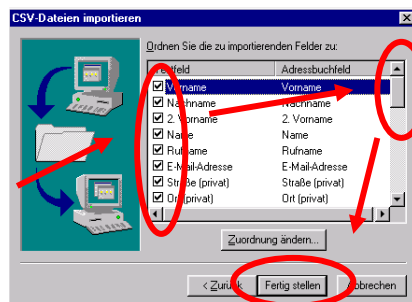 CSV-Dateien importieren
Ordnen Sie die zu importierenden Felder zu:
Textfeld Adressbuchfeld
Vorname Vorname
Nachname Nachname
2. Vorname 2. Vorname
Name Name
Rufname Rufname
E-Mail-Adresse E-Mail-Adresse
Straße (privat) Straße (privat)
Ort (privat) Ort (privat)
Zuordnung ändern...
< Zurück Fertig stellen Abbrechen